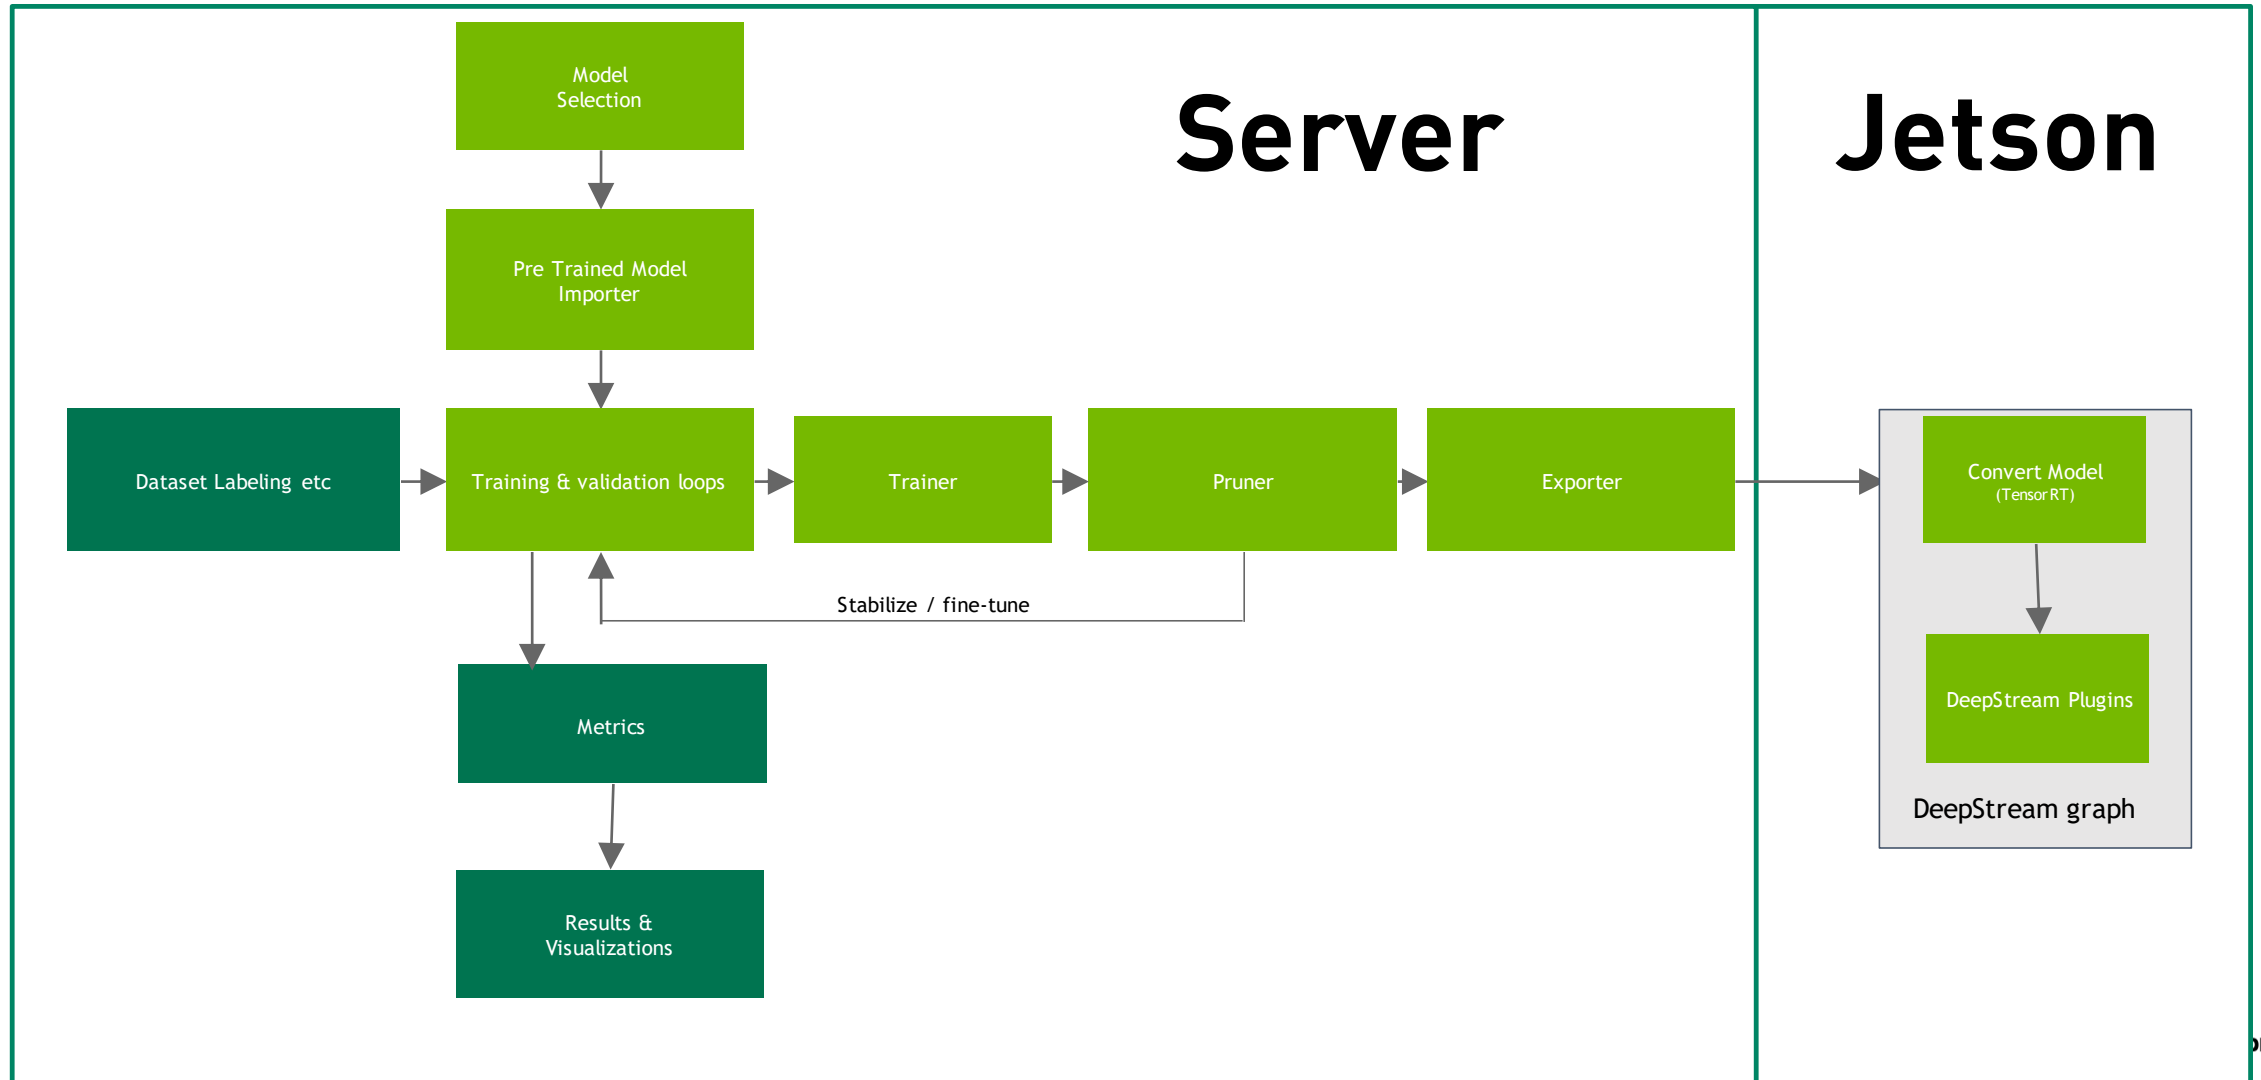 Model
Selection
Server
Jetson
Pre Trained Model
Importer
Dataset Labeling etc
Training & validation loops
Trainer
Pruner
Exporter
Convert Model
(TensorRT)
Stabilize / fine-tune
Metrics
DeepStream Plugins
DeepStream graph
Results &
Visualizations